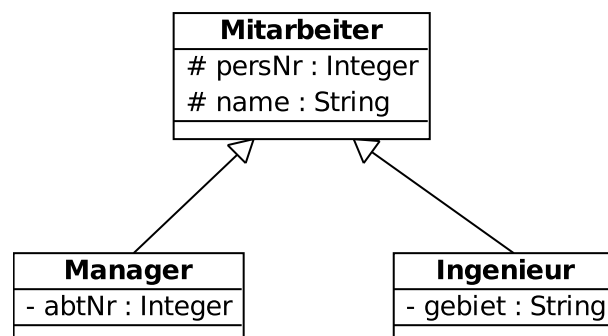 Mitarbeiter
# persNr : Integer
# name : String
Manager
- abtNr : Integer
Ingenieur
- gebiet : String